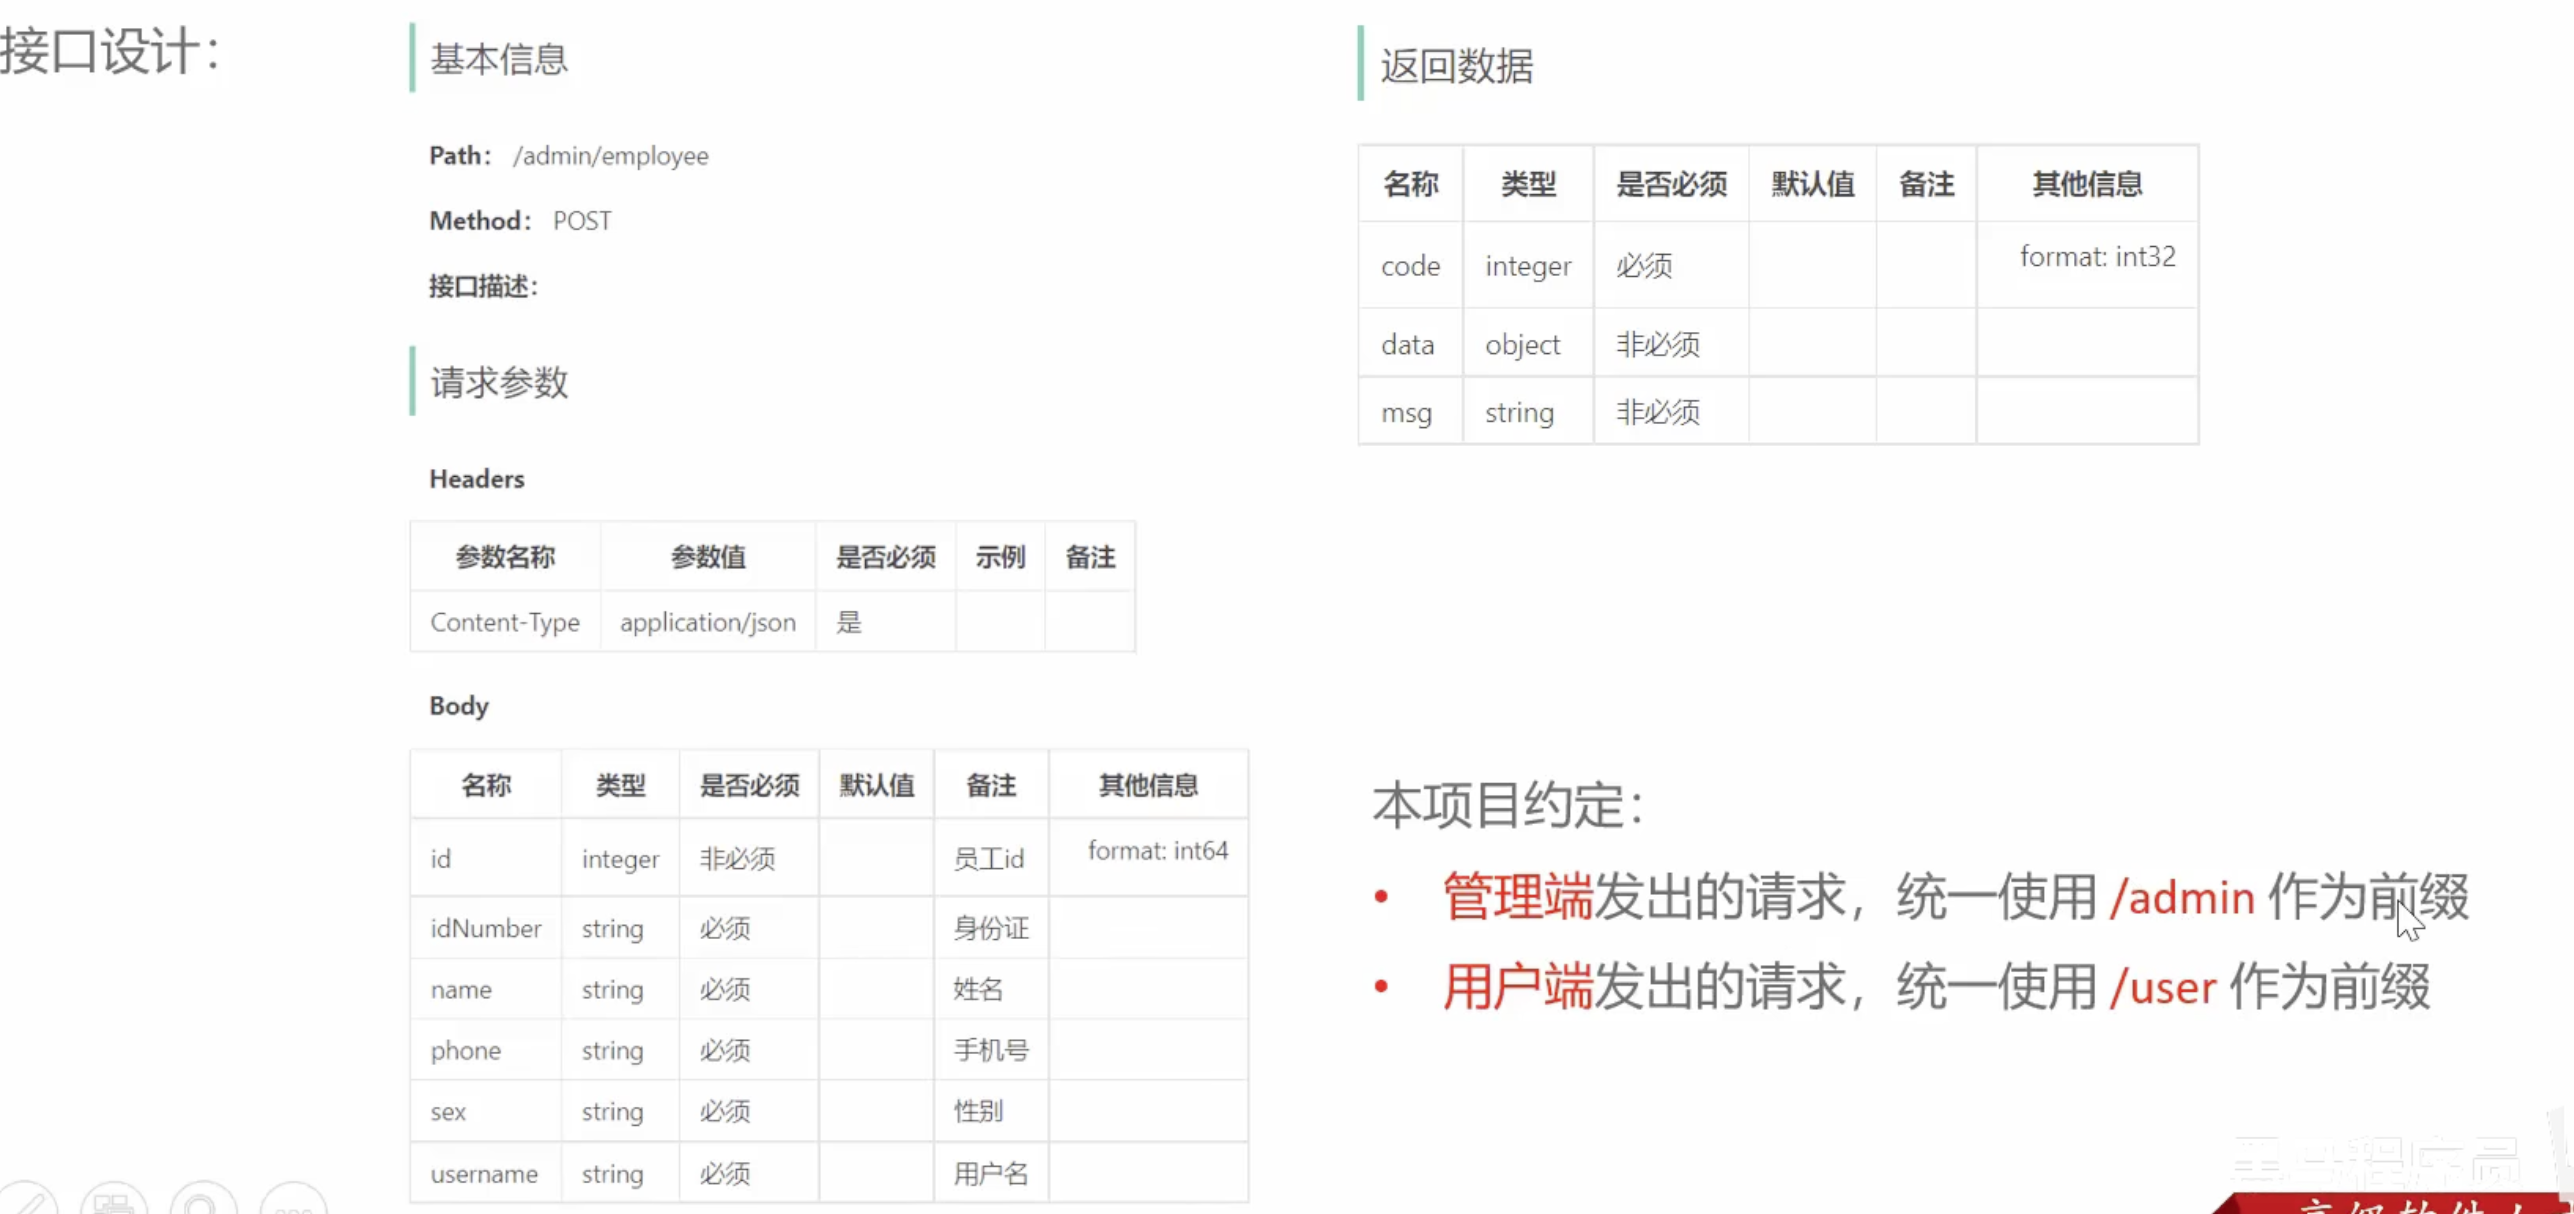 接口设计：
基本信息
Path： /admin/employee
Method： POST
接口描述：
请求参数
Headers
参数名称 参数值 是否必须 示例 备注
Content-Type application/json 是
Body
名称 类型 是否必须 默认值 备注 其他信息
id integer 非必须 员工id format: int64
idNumber string 必须 身份证
name string 必须 姓名
phone string 必须 手机号
sex string 必须 性别
username string 必须 用户名
返回数据
名称 类型 是否必须 默认值 备注 其他信息
code integer 必须 format: int32
data object 非必须
msg string 非必须
本项目约定：
• 管理端发出的请求，统一使用 /admin 作为前缀
• 用户端发出的请求，统一使用 /user 作为前缀
黑马程序员